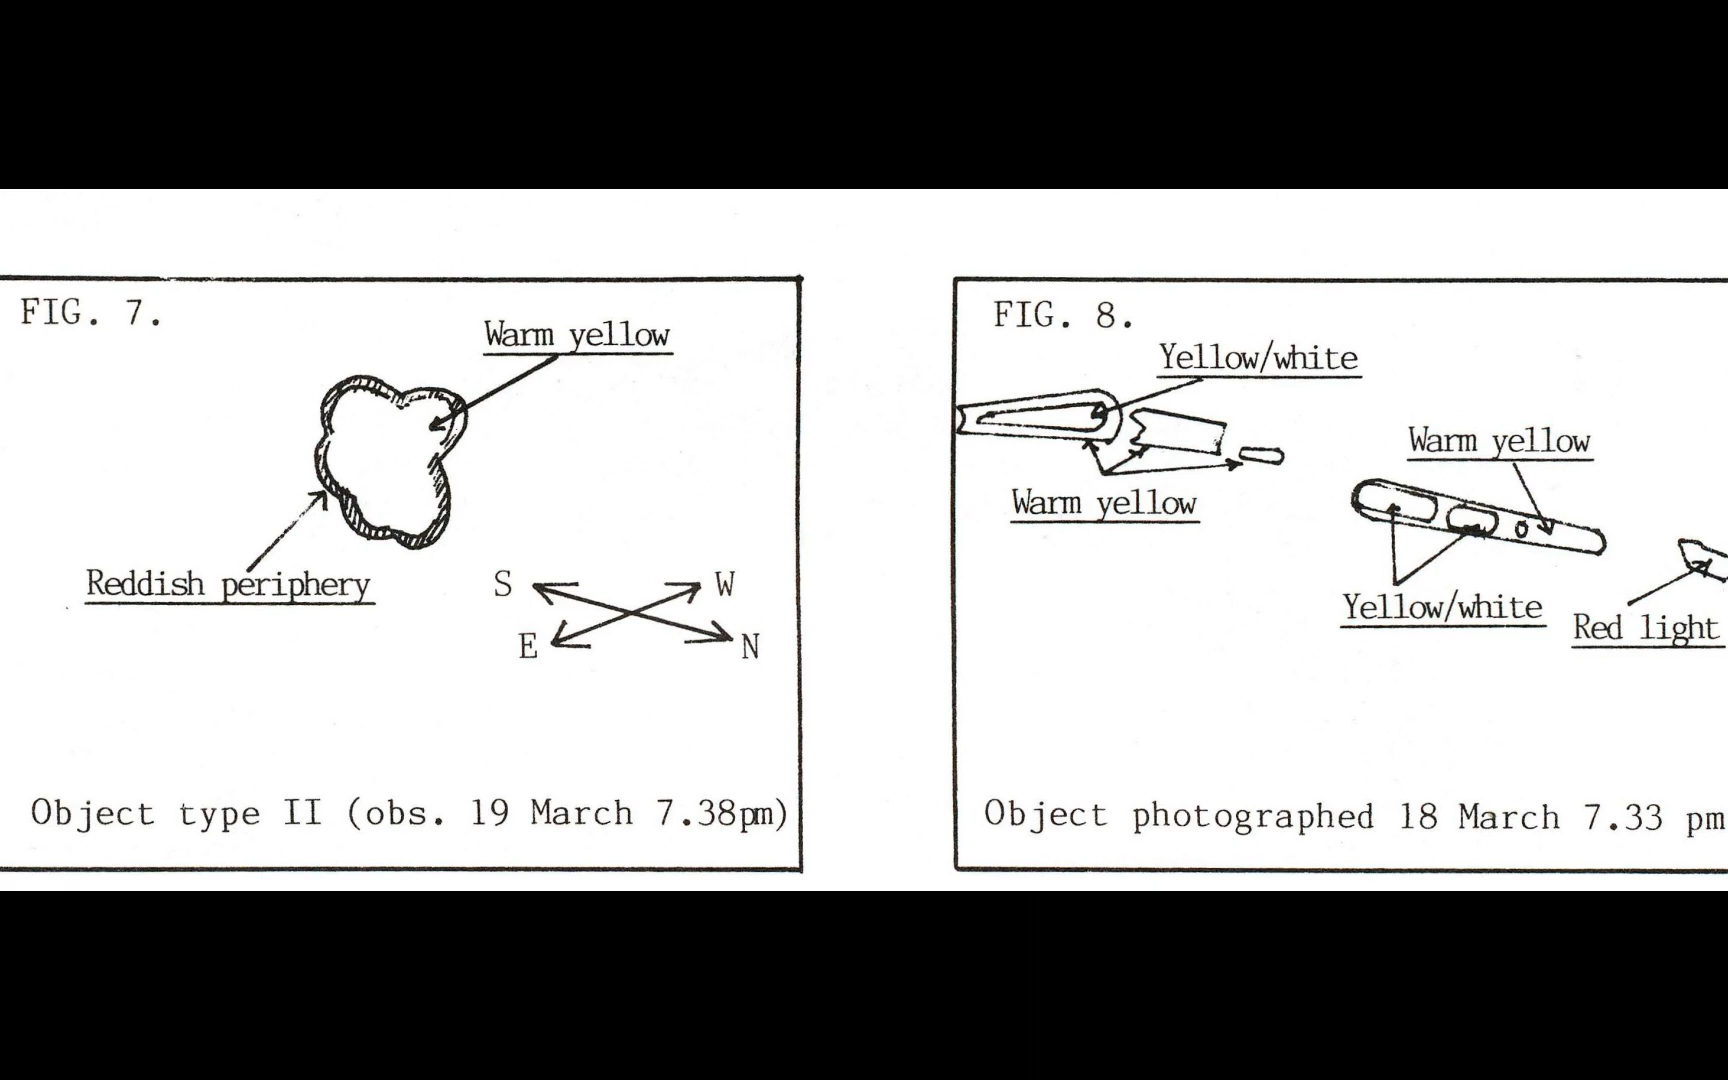 FIG. 7.
Warm yellow
Reddish periphery
S
W
E
N
Object type II (obs. 19 March 7.38pm)
FIG. 8.
Yellow/white
Warm yellow
Warm yellow
Yellow/white
Red light
Object photographed 18 March 7.33 pm